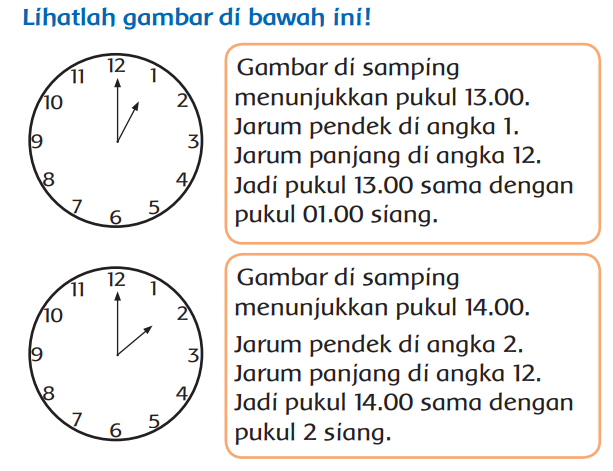 Lihatlah gambar di bawah ini!
12
11
1
10
2
9
3
8
4
7
5
6
Gambar di samping
menunjukkan pukul 13.00.
Jarum pendek di angka 1.
Jarum panjang di angka 12.
Jadi pukul 13.00 sama dengan
pukul 01.00 siang.
12
11
1
10
2
9
3
8
4
7
5
6
Gambar di samping
menunjukkan pukul 14.00.
Jarum pendek di angka 2.
Jarum panjang di angka 12.
Jadi pukul 14.00 sama dengan
pukul 2 siang.